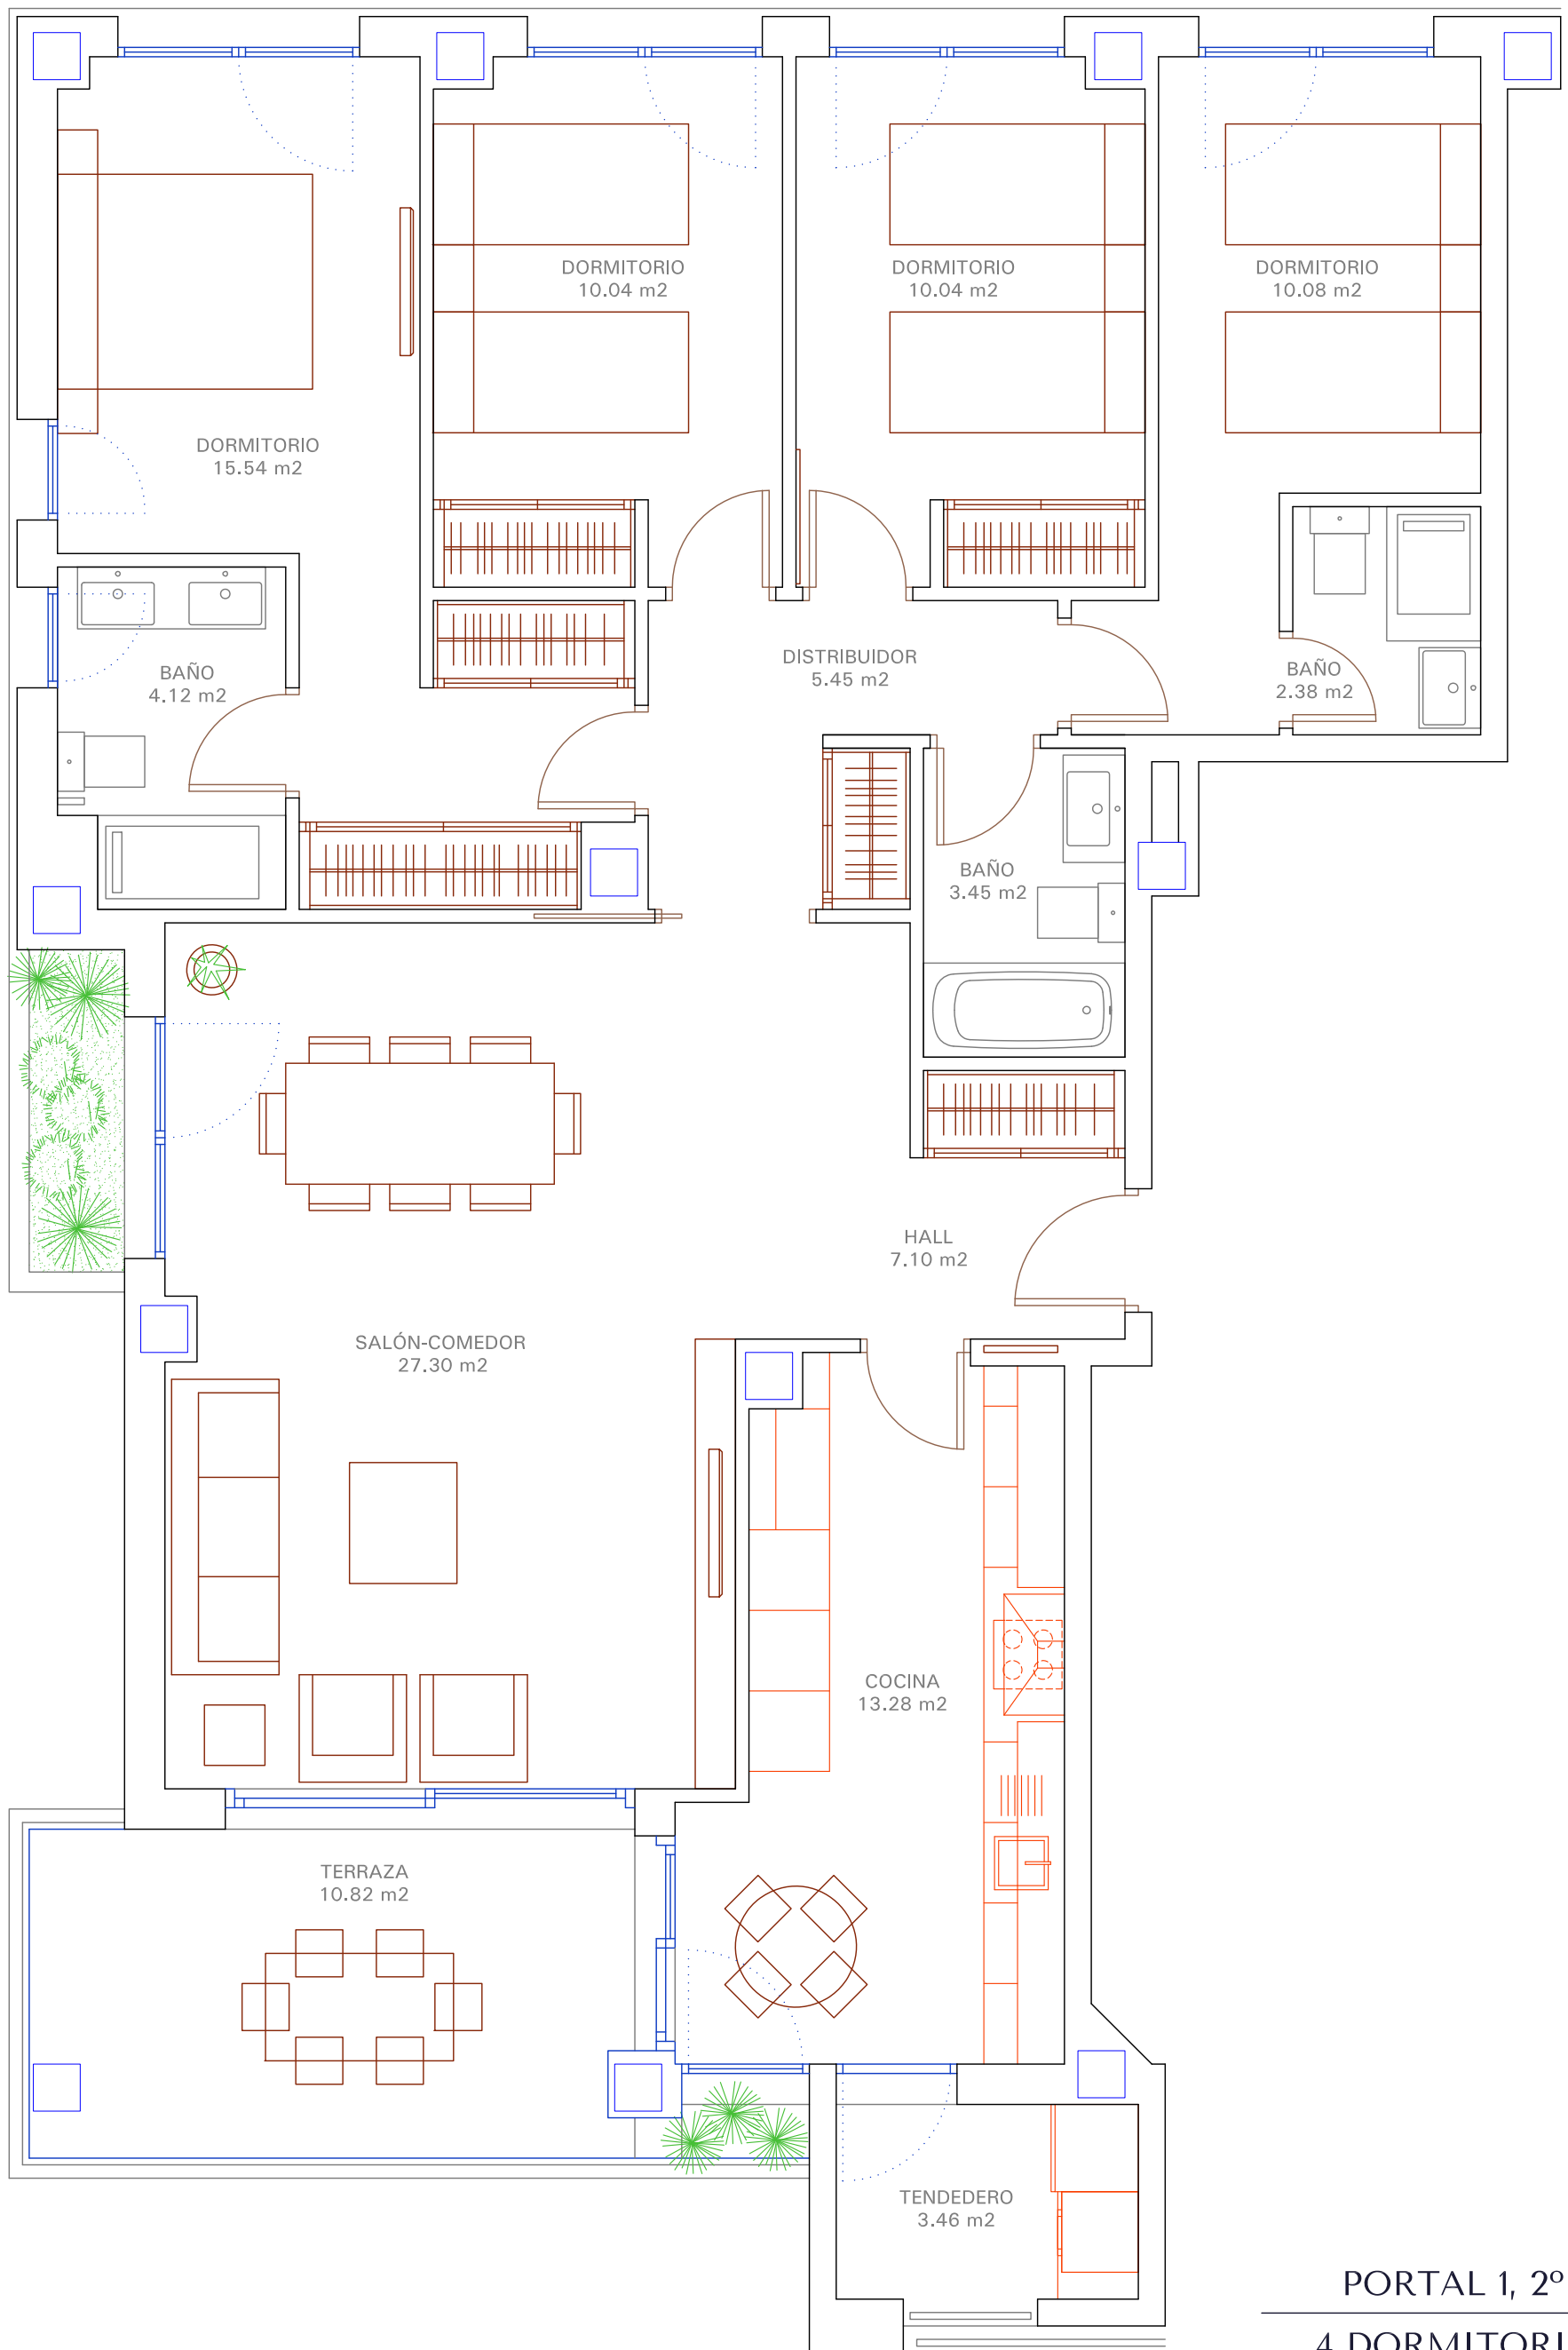 DORMITORIO
10.04 m2
DORMITORIO
10.04 m2
DORMITORIO
10.08 m2
DORMITORIO
15.54 m2
DISTRIBUIDOR
5.45 m2
BAÑO
4.12 m2
BAÑO
2.38 m2
BAÑO
3.45 m2
HALL
7.10 m2
SALÓN-COMEDOR
27.30 m2
COCINA
13.28 m2
TERRAZA
10.82 m2
TENDEDERO
3.46 m2
PORTAL 1, 2º
4 DORMITORI